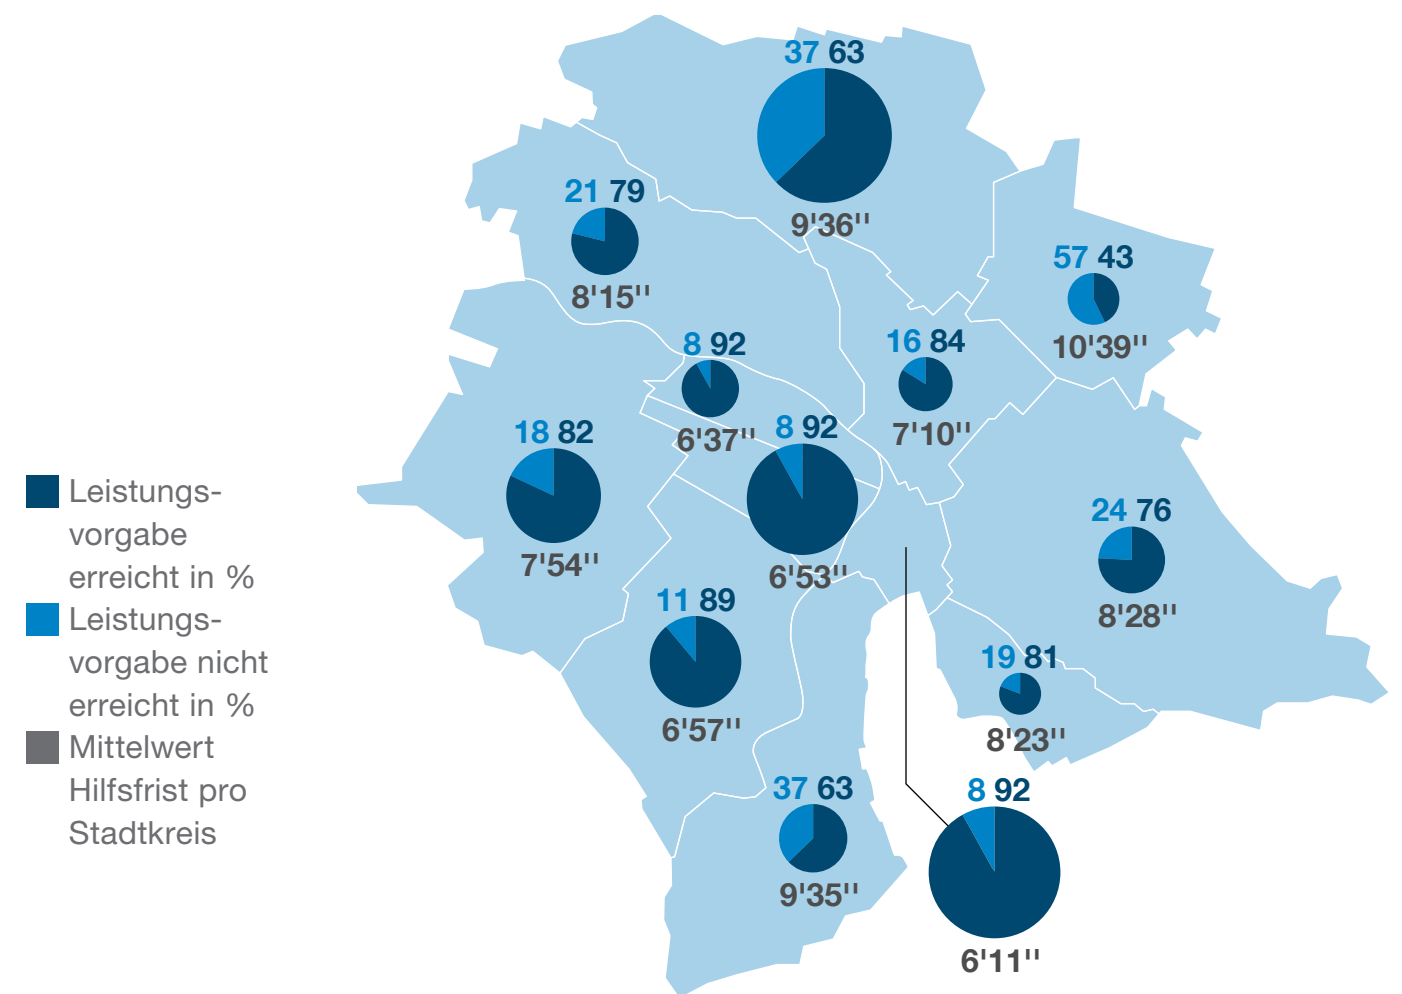 37 63
9'36''
21 79
8'15''
57 43
10'39''
8 92
6'37''
16 84
7'10''
18 82
7'54''
8 92
6'53''
24 76
8'28''
11 89
6'57''
19 81
8'23''
37 63
9'35''
8 92
6'11''
Leistungs-
vorgabe
erreicht in %
Leistungs-
vorgabe nicht
erreicht in %
Mittelwert
Hilfsfrist pro
Stadtkreis